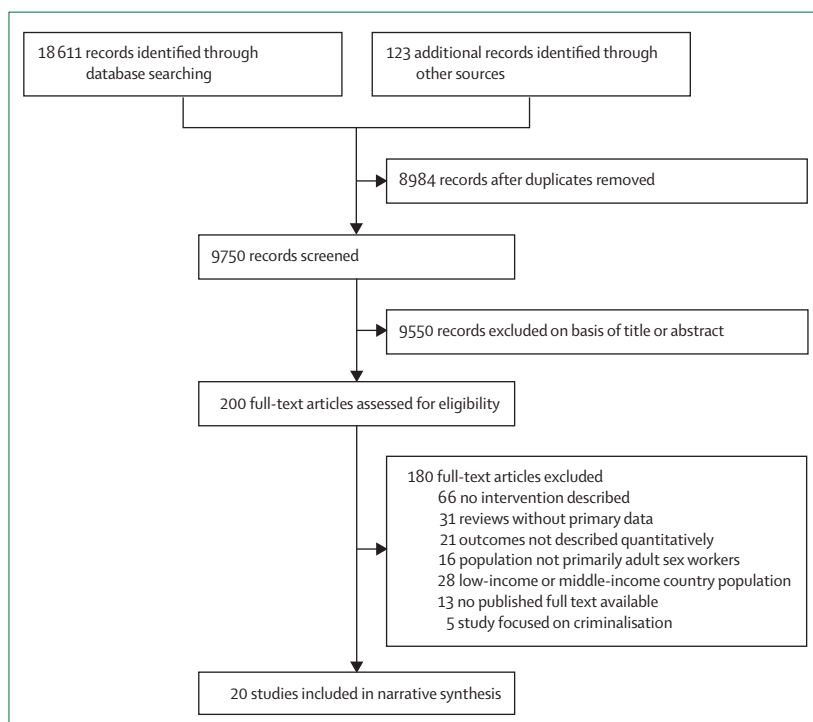 18 611 records identified through
database searching
123 additional records identified through
other sources
8984 records after duplicates removed
9750 records screened
9550 records excluded on basis of title or abstract
200 full-text articles assessed for eligibility
180 full-text articles excluded
66 no intervention described
31 reviews without primary data
21 outcomes not described quantitatively
16 population not primarily adult sex workers
28 low-income or middle-income country population
13 no published full text available
5 study focused on criminalisation
20 studies included in narrative synthesis